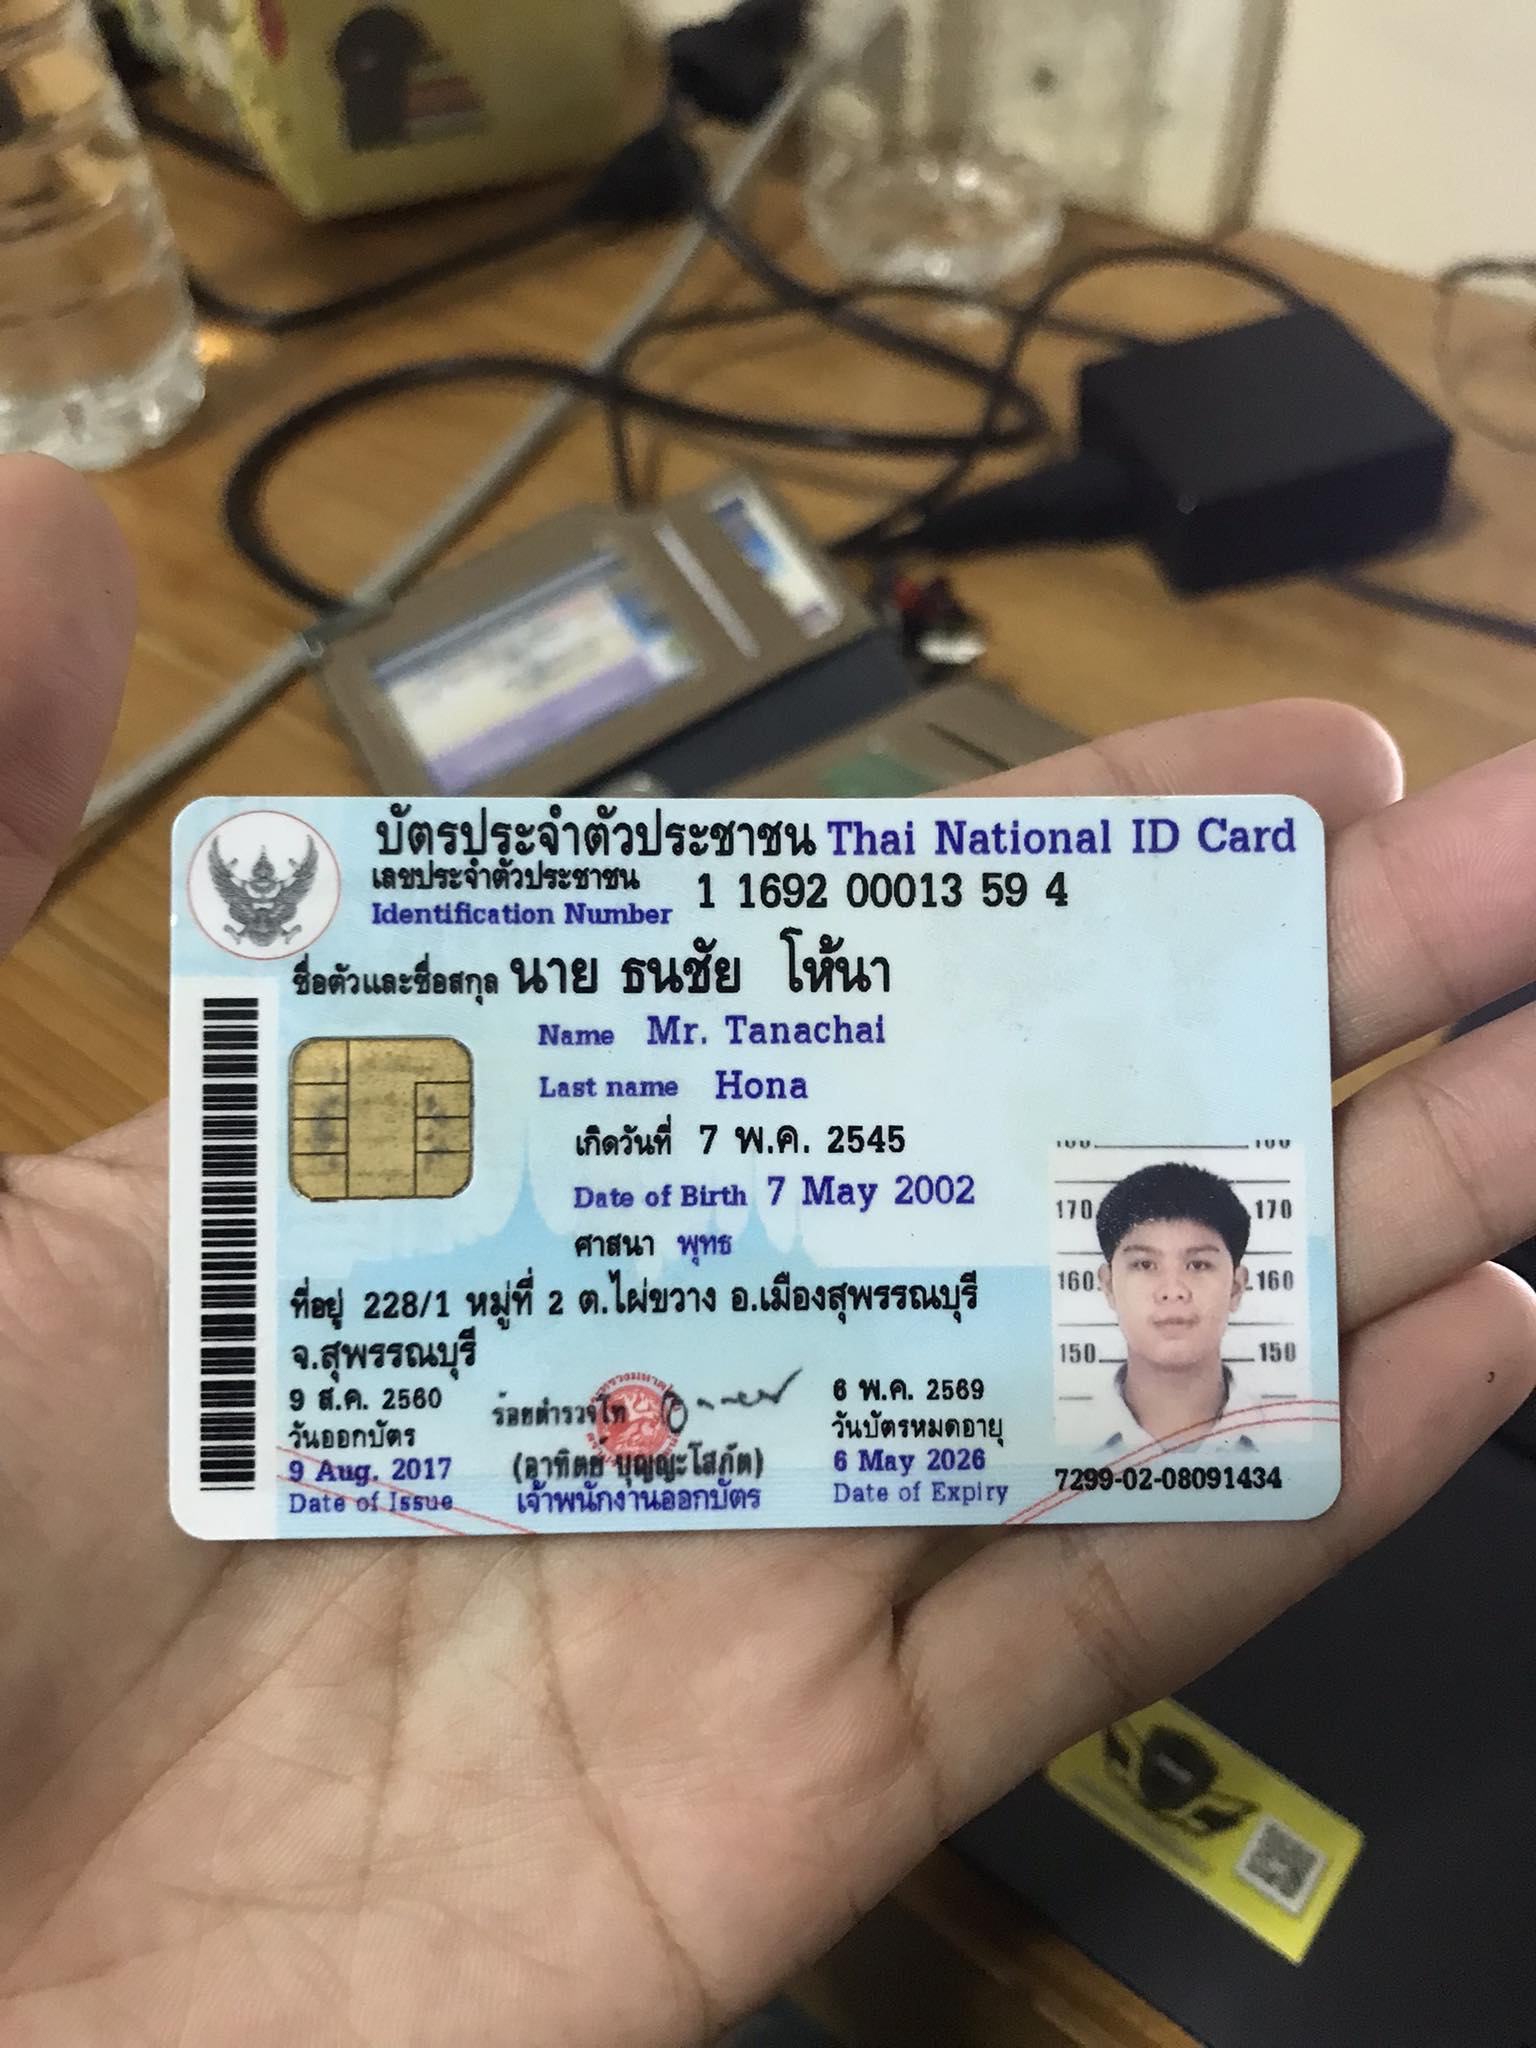 บัตรประจำตัวประชาชน Thai National ID Card
เลขประจำตัวประชาชน
Identification Number 1 1692 00013 59 4
ชื่อตัวและชื่อสกุล นาย ธนชัย โห้นา
Name Mr. Tanachai
Last name Hona
เกิดวันที่ 7 พ.ค. 2545
Date of Birth 7 May 2002
ศาสนา พุทธ
ที่อยู่ 228/1 หมู่ที่ 2 ต.ไผ่ขวาง อ.เมืองสุพรรณบุรี
จ.สุพรรณบุรี
9 ส.ค. 2560
วันออกบัตร
9 Aug. 2017
Date of Issue
ร้อยตำรวจโท
(อาทิตย์ บุญญะโสภัต)
เจ้าพนักงานออกบัตร
6 พ.ค. 2569
วันบัตรหมดอายุ
6 May 2026
Date of Expiry
170 170
160 160
150 150
7299-02-08091434